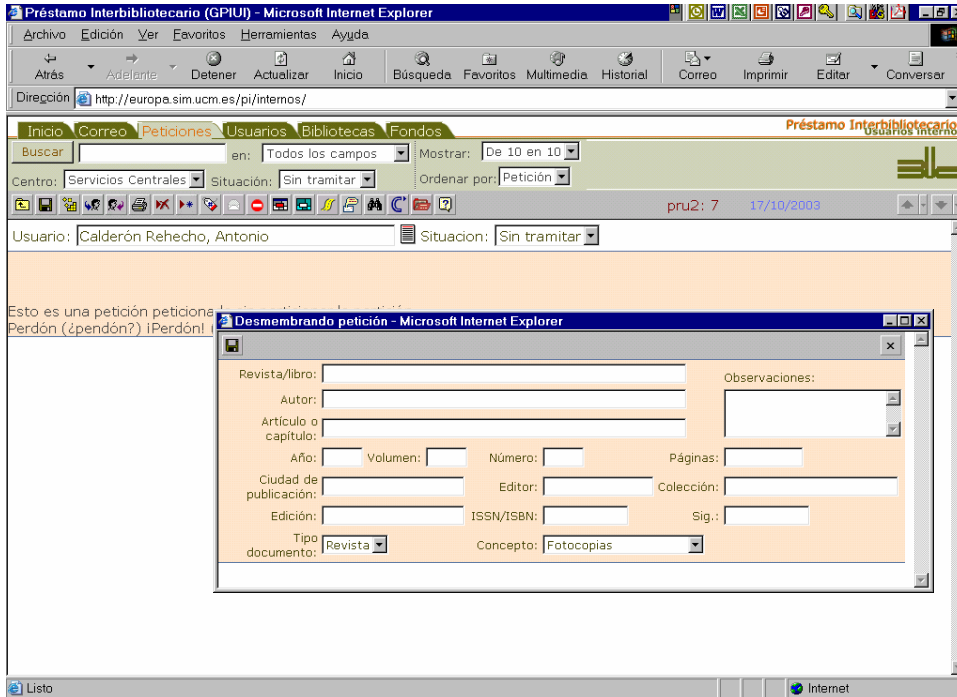 Préstamo Interbibliotecario (GPIUI) - Microsoft Internet Explorer
Archivo Edición Ver Favoritos Herramientas Ayuda
Atrás Adelante Detener Actualizar Inicio Búsqueda Favoritos Multimedia Historial Correo Imprimir Editar Conversar
Dirección http://europa.sim.ucm.es/pi/internos/
Inicio Correo Peticiones Usuarios Bibliotecas Fondos Préstamo Interbibliotecario
Usuarios interno
Buscar en: Todos los campos Mostrar: De 10 en 10
Centro: Servicios Centrales Situación: Sin tramitar Ordenar por: Petición
pru2: 7 17/10/2003
Usuario: Calderón Rehecho, Antonio Situacion: Sin tramitar
Esto es una petición peticiona
Perdón (¿pendón?) ¡Perdón! (
Desmembrando petición - Microsoft Internet Explorer
Revista/libro: Observaciones:
Autor:
Artículo o
capítulo:
Año: Volumen: Número: Páginas:
Ciudad de
publicación: Editor: Colección:
Edición: ISSN/ISBN: Sig.:
Tipo
documento: Revista Concepto: Fotocopias
Listo Internet